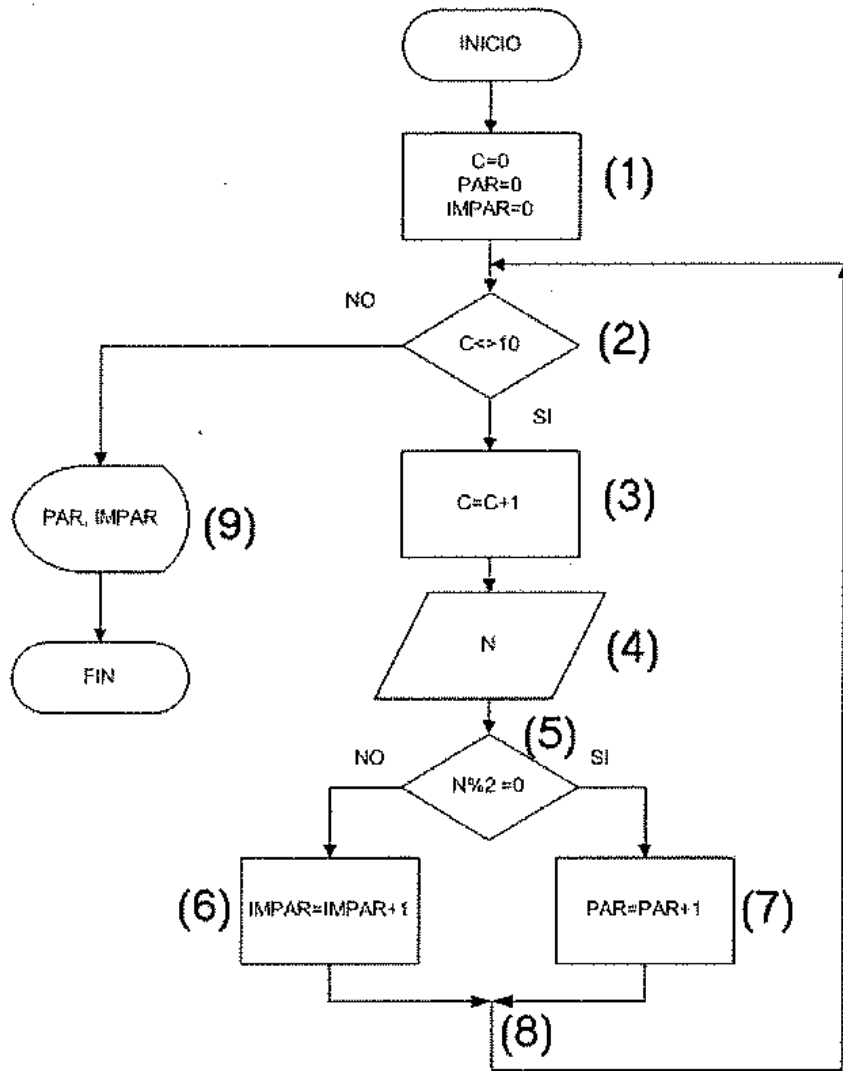 INICIO
C=0
PAR=0
IMPAR=0
(1)
NO
C<>10
(2)
SI
C=C+1
(3)
PAR, IMPAR
(9)
N
(4)
FIN
(5)
NO
SI
N%2 =0
(6)
IMPAR=IMPAR+1
PAR=PAR+1
(7)
(8)